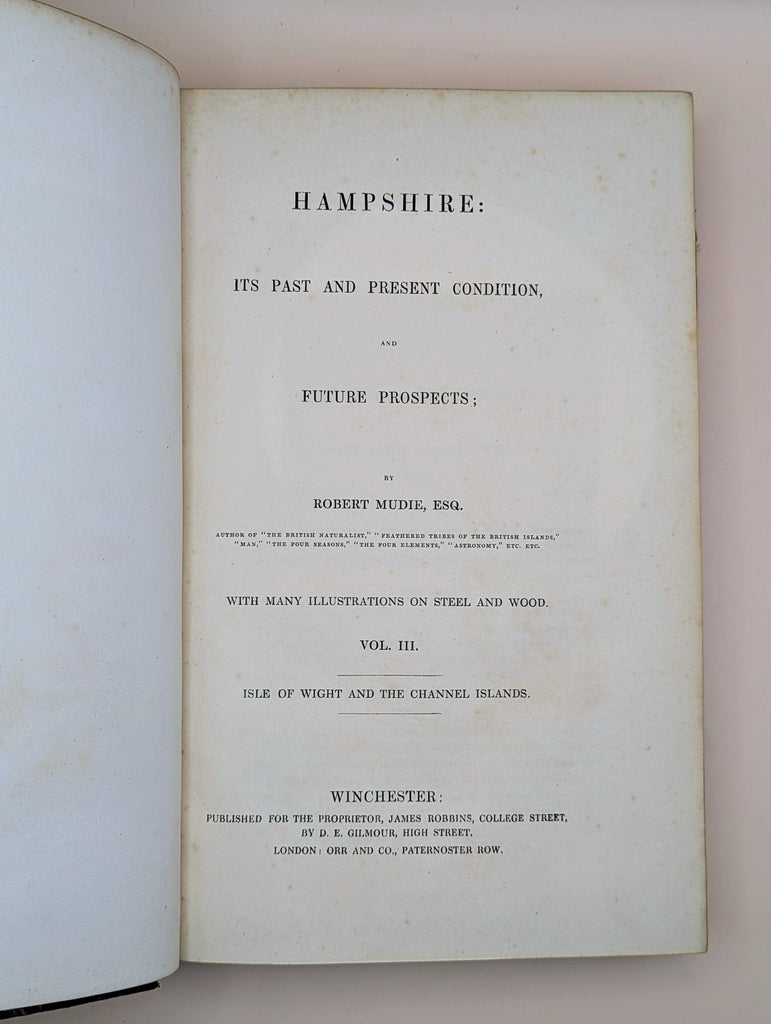 HAMPSHIRE:
ITS PAST AND PRESENT CONDITION,
AND
FUTURE PROSPECTS;
BY
ROBERT MUDIE, ESQ.
AUTHOR OF "THE BRITISH NATURALIST," "FEATHERED TRIBES OF THE BRITISH ISLANDS,"
"MAN," "THE FOUR SEASONS," "THE FOUR ELEMENTS," "ASTRONOMY," ETC. ETC.
WITH MANY ILLUSTRATIONS ON STEEL AND WOOD.
VOL. III.
ISLE OF WIGHT AND THE CHANNEL ISLANDS.
WINCHESTER:
PUBLISHED FOR THE PROPRIETOR, JAMES ROBBINS, COLLEGE STREET,
BY D. E. GILMOUR, HIGH STREET.
LONDON: ORR AND CO., PATERNOSTER ROW.